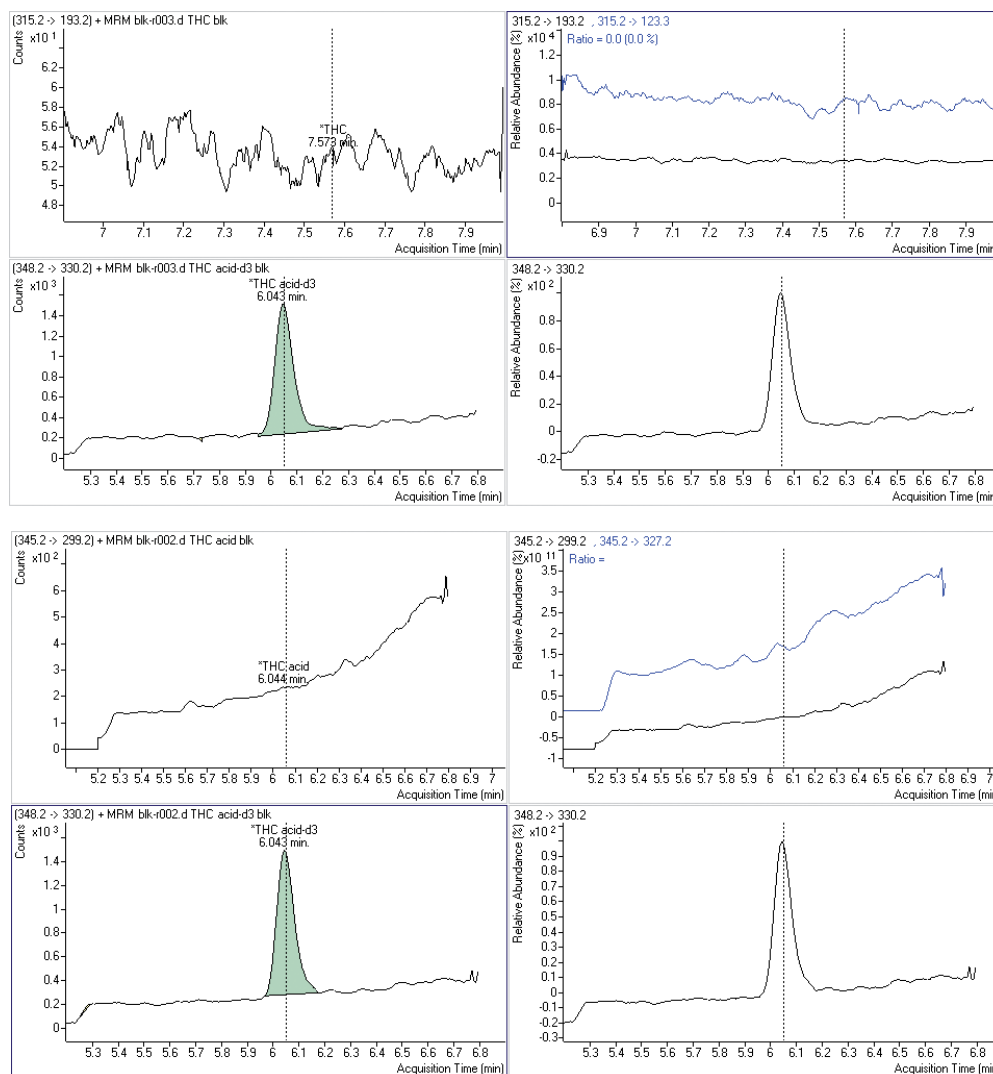 (315.2 -> 193.2) + MRM blk-r003.d THC blk
Counts
x10 1
6.2
6
5.8
5.6
5.4
5.2
5
4.8
*THC
7.573 min.
7 7.1 7.2 7.3 7.4 7.5 7.6 7.7 7.8 7.9
Acquisition Time (min)
315.2 -> 193.2 , 315.2 -> 123.3
Relative Abundance (%)
x10 4
Ratio = 0.0 (0.0 %)
1.2
1
0.8
0.6
0.4
0.2
0
6.9 7 7.1 7.2 7.3 7.4 7.5 7.6 7.7 7.8 7.9
Acquisition Time (min)
(348.2 -> 330.2) + MRM blk-r003.d THC acid-d3 blk
Counts
x10 3
*THC acid-d3
6.043 min.
1.4
1.2
1
0.8
0.6
0.4
0.2
0
5.3 5.4 5.5 5.6 5.7 5.8 5.9 6 6.1 6.2 6.3 6.4 6.5 6.6 6.7 6.8
Acquisition Time (min)
348.2 -> 330.2
Relative Abundance (%)
x10 2
0.8
0.6
0.4
0.2
0
-0.2
5.3 5.4 5.5 5.6 5.7 5.8 5.9 6 6.1 6.2 6.3 6.4 6.5 6.6 6.7 6.8
Acquisition Time (min)
(345.2 -> 299.2) + MRM blk-r002.d THC acid blk
Counts
x10 2
6
5
4
3
2
1
0
*THC acid
6.044 min.
5.2 5.3 5.4 5.5 5.6 5.7 5.8 5.9 6 6.1 6.2 6.3 6.4 6.5 6.6 6.7 6.8 6.9 7
Acquisition Time (min)
345.2 -> 299.2 , 345.2 -> 327.2
Relative Abundance (%)
x10 11
Ratio =
3.5
3
2.5
2
1.5
1
0.5
0
-0.5
-1
5.2 5.3 5.4 5.5 5.6 5.7 5.8 5.9 6 6.1 6.2 6.3 6.4 6.5 6.6 6.7 6.8 6.9 7
Acquisition Time (min)
(348.2 -> 330.2) + MRM blk-r002.d THC acid-d3 blk
Counts
x10 3
*THC acid-d3
6.043 min.
1.4
1.2
1
0.8
0.6
0.4
0.2
0
5.3 5.4 5.5 5.6 5.7 5.8 5.9 6 6.1 6.2 6.3 6.4 6.5 6.6 6.7 6.8
Acquisition Time (min)
348.2 -> 330.2
Relative Abundance (%)
x10 2
0.9
0.8
0.7
0.6
0.5
0.4
0.3
0.2
0.1
0
-0.1
-0.2
-0.3
5.3 5.4 5.5 5.6 5.7 5.8 5.9 6 6.1 6.2 6.3 6.4 6.5 6.6 6.7 6.8
Acquisition Time (min)